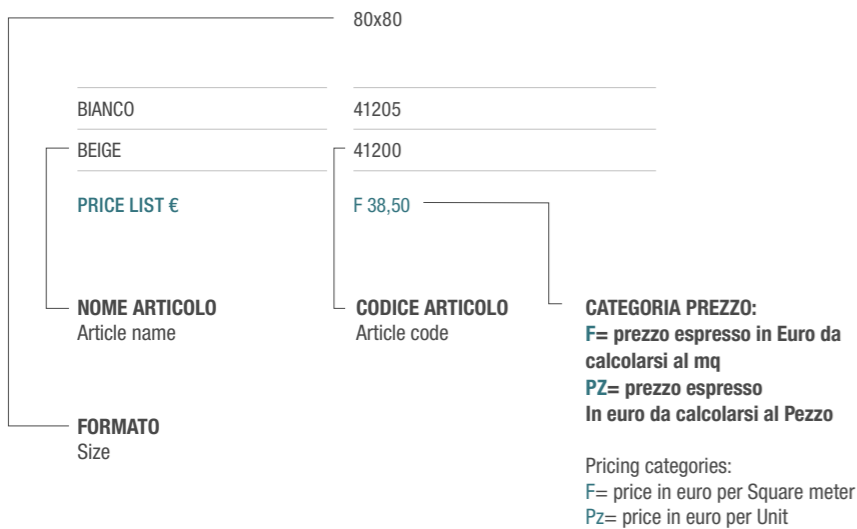 80x80
BIANCO 41205
BEIGE 41200
PRICE LIST € F 38,50
NOME ARTICOLO
Article name
CODICE ARTICOLO
Article code
CATEGORIA PREZZO:
F= prezzo espresso in Euro da
calcolarsi al mq
PZ= prezzo espresso
In euro da calcolarsi al Pezzo
FORMATO
Size
Pricing categories:
F= price in euro per Square meter
Pz= price in euro per Unit